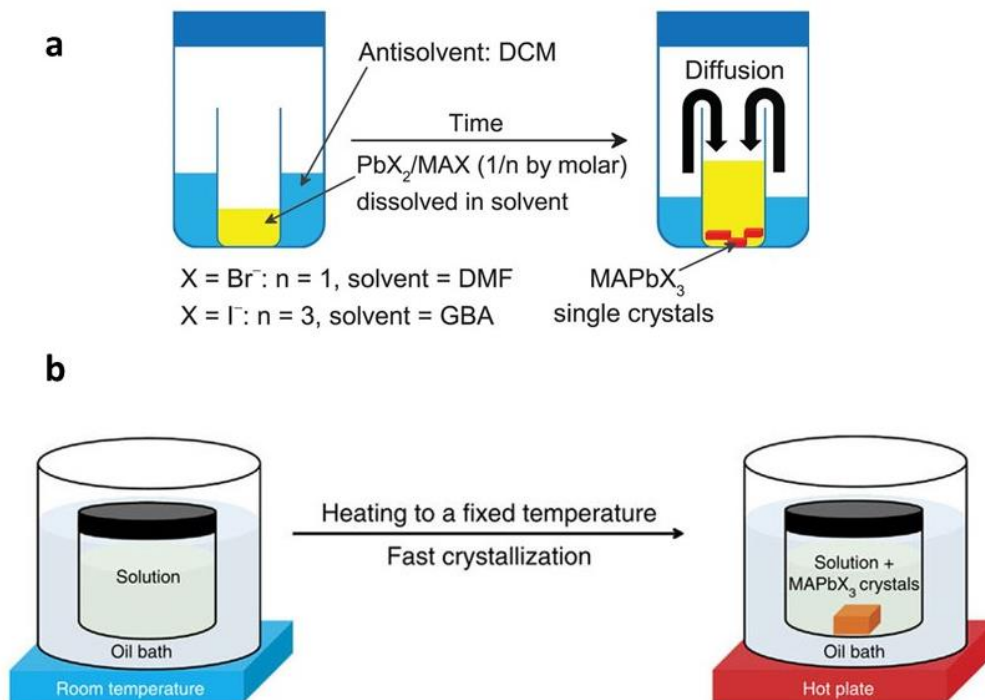 a
Antisolvent: DCM
Diffusion
Time
PbX₂/MAX (1/n by molar)
dissolved in solvent
X = Br⁻: n = 1, solvent = DMF
X = I⁻: n = 3, solvent = GBA
MAPbX₃
single crystals
b
Heating to a fixed temperature
Fast crystallization
Solution
Oil bath
Room temperature
Solution +
MAPbX₃ crystals
Oil bath
Hot plate